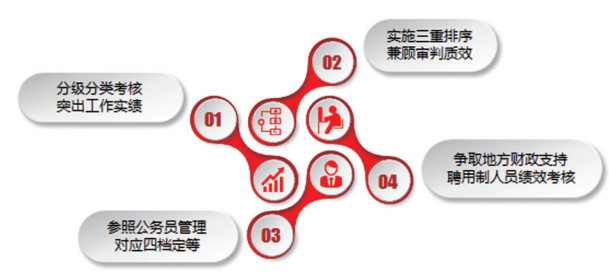 01
分级分类考核
突出工作实绩
02
实施三重排序
兼顾审判质效
03
参照公务员管理
对应四档定等
04
争取地方财政支持
聘用制人员绩效考核